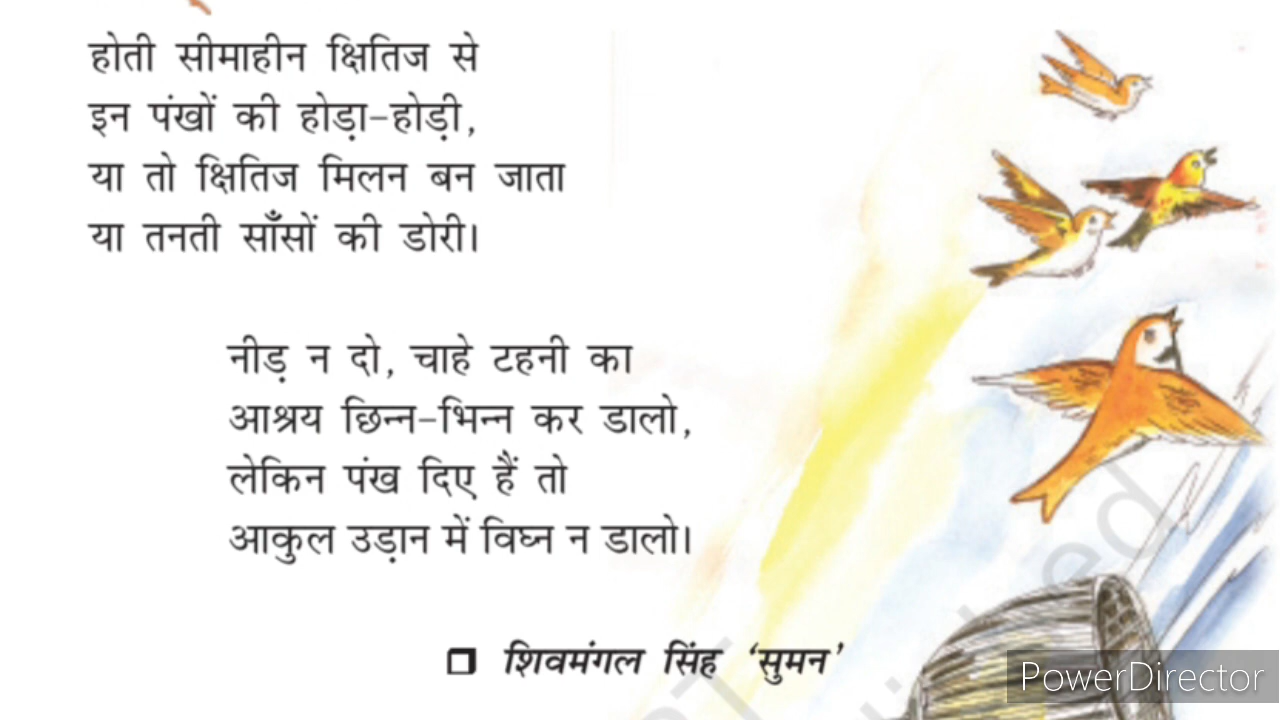 होती सीमाहीन क्षितिज से
इन पंखों की होड़ा-होड़ी,
या तो क्षितिज मिलन बन जाता
या तनती साँसों की डोरी।
नीड़ न दो, चाहे टहनी का
आश्रय छिन्न-भिन्न कर डालो,
लेकिन पंख दिए हैं तो
आकुल उड़ान में विघ्न न डालो।
❒ शिवमंगल सिंह ‘सुमन’
PowerDirector